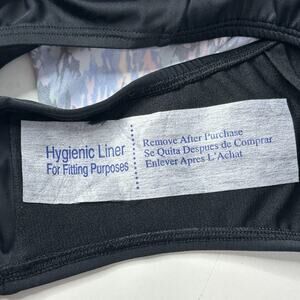 Hygienic Liner
For Fitting Purposes
Remove After Purchase
Se Quita Despues de Comprar
Enlever Apres L'Achat